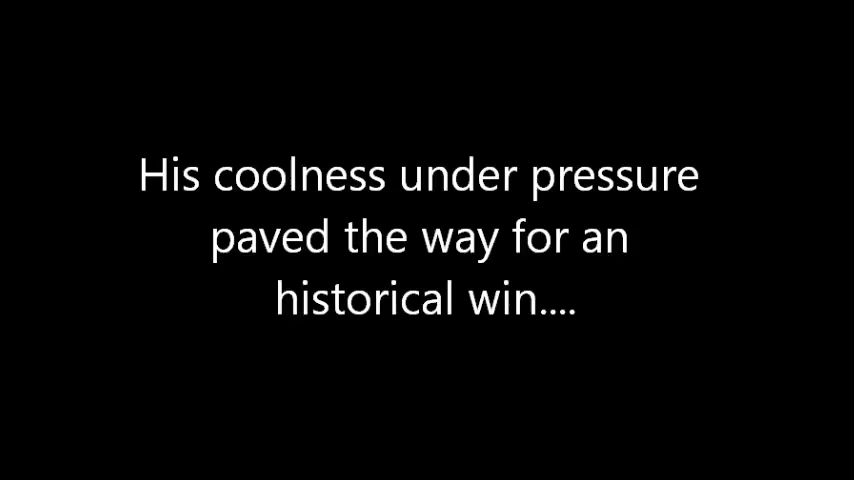 His coolness under pressure
paved the way for an
historical win....